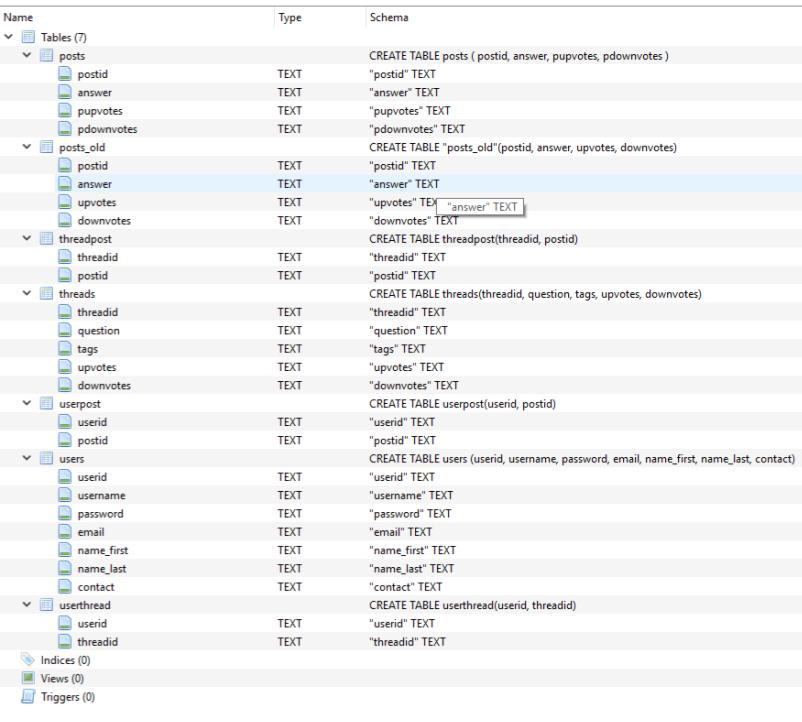 Name Type Schema
Tables (7)
posts CREATE TABLE posts ( postid, answer, pupvotes, pdownvotes )
postid TEXT "postid" TEXT
answer TEXT "answer" TEXT
pupvotes TEXT "pupvotes" TEXT
pdownvotes TEXT "pdownvotes" TEXT
posts_old CREATE TABLE "posts_old"(postid, answer, upvotes, downvotes)
postid TEXT "postid" TEXT
answer TEXT "answer" TEXT
upvotes TEXT "upvotes" TEX
"answer" TEXT
downvotes TEXT "downvotes" TEXT
threadpost CREATE TABLE threadpost(threadid, postid)
threadid TEXT "threadid" TEXT
postid TEXT "postid" TEXT
threads CREATE TABLE threads(threadid, question, tags, upvotes, downvotes)
threadid TEXT "threadid" TEXT
question TEXT "question" TEXT
tags TEXT "tags" TEXT
upvotes TEXT "upvotes" TEXT
downvotes TEXT "downvotes" TEXT
userpost CREATE TABLE userpost(userid, postid)
userid TEXT "userid" TEXT
postid TEXT "postid" TEXT
users CREATE TABLE users (userid, username, password, email, name_first, name_last, contact)
userid TEXT "userid" TEXT
username TEXT "username" TEXT
password TEXT "password" TEXT
email TEXT "email" TEXT
name_first TEXT "name_first" TEXT
name_last TEXT "name_last" TEXT
contact TEXT "contact" TEXT
userthread CREATE TABLE userthread(userid, threadid)
userid TEXT "userid" TEXT
threadid TEXT "threadid" TEXT
Indices (0)
Views (0)
Triggers (0)